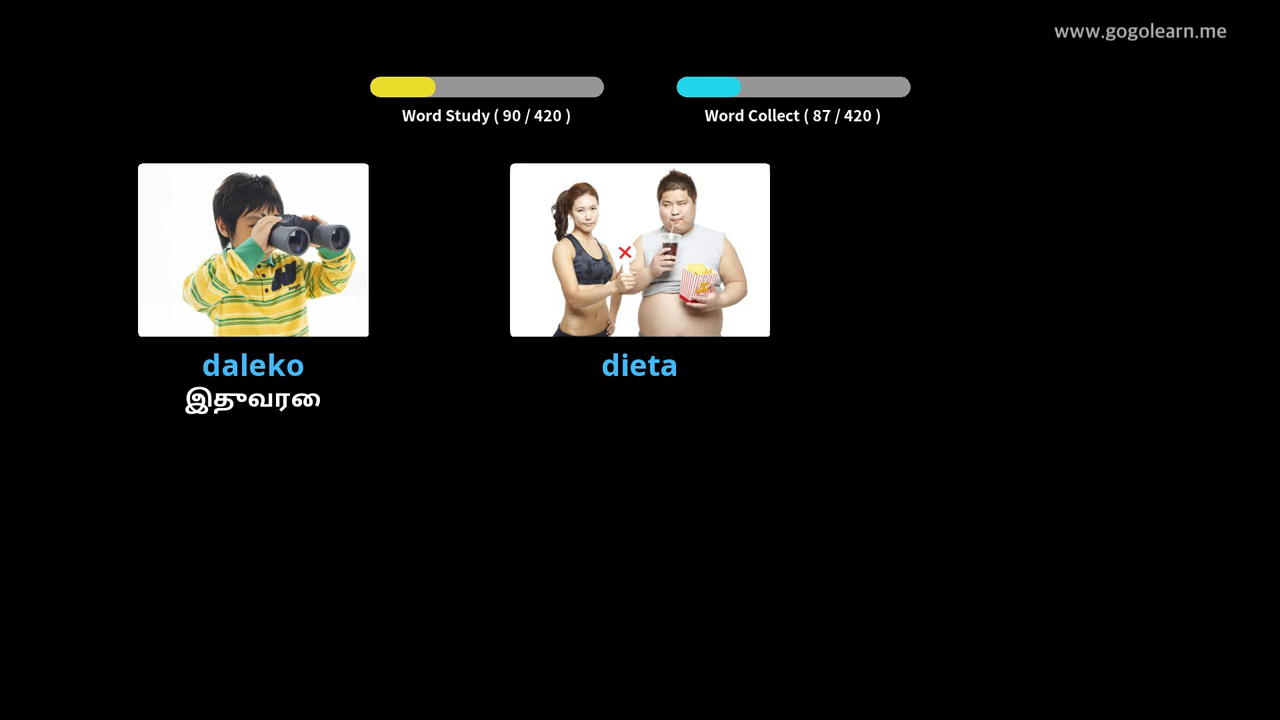 www.gogolearn.me
Word Study ( 90 / 420 )
Word Collect ( 87 / 420 )
daleko
இதுவரை
dieta